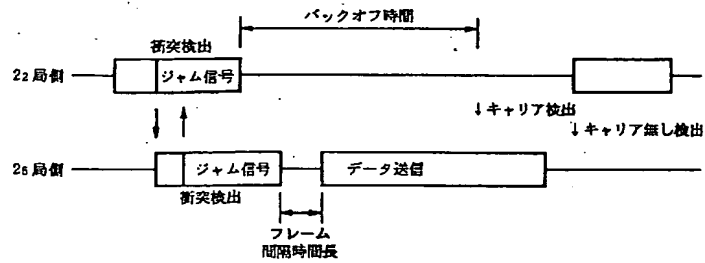 バックオフ時間
衝突検出
2₂局側
ジャム信号
↓キャリア検出
↓キャリア無し検出
2₅局側
ジャム信号
データ送信
衝突検出
フレーム
間隔時間長